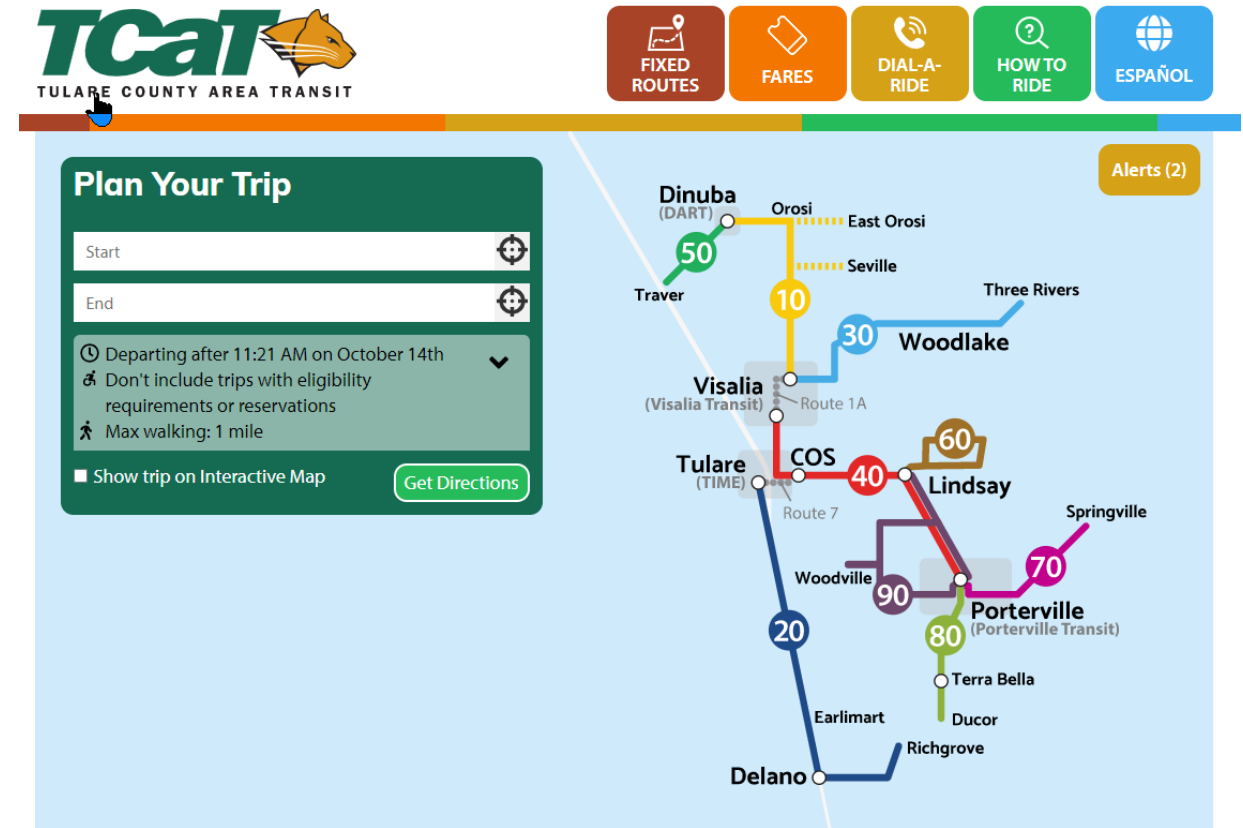 TCaT
TULARE COUNTY AREA TRANSIT
FIXED
ROUTES
FARES
DIAL-A-
RIDE
HOW TO
RIDE
ESPAÑOL
Plan Your Trip
Start
End
Departing after 11:21 AM on October 14th
Don't include trips with eligibility
requirements or reservations
Max walking: 1 mile
Show trip on Interactive Map
Get Directions
Alerts (2)
Dinuba
(DART)
Orosi
East Orosi
50
Seville
Traver
10
Three Rivers
30
Woodlake
Visalia
(Visalia Transit)
Route 1A
60
Tulare
(TIME)
COS
40
Lindsay
Route 7
Springville
70
Woodville
90
Porterville
(Porterville Transit)
20
80
Terra Bella
Earlimart
Ducor
Richgrove
Delano